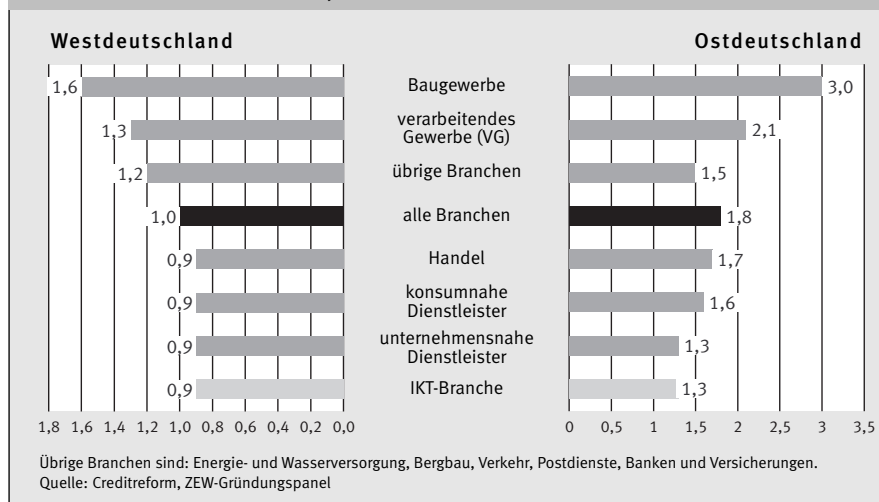 Westdeutschland
Ostdeutschland
1,6 Baugewerbe 3,0
1,3 verarbeitendes Gewerbe (VG) 2,1
1,2 übrige Branchen 1,5
1,0 alle Branchen 1,8
0,9 Handel 1,7
0,9 konsumnahe Dienstleister 1,6
0,9 unternehmensnahe Dienstleister 1,3
0,9 IKT-Branche 1,3
1,8 1,6 1,4 1,2 1,0 0,8 0,6 0,4 0,2 0,0
0 0,5 1 1,5 2 2,5 3 3,5
Übrige Branchen sind: Energie- und Wasserversorgung, Bergbau, Verkehr, Postdienste, Banken und Versicherungen.
Quelle: Creditreform, ZEW-Gründungspanel